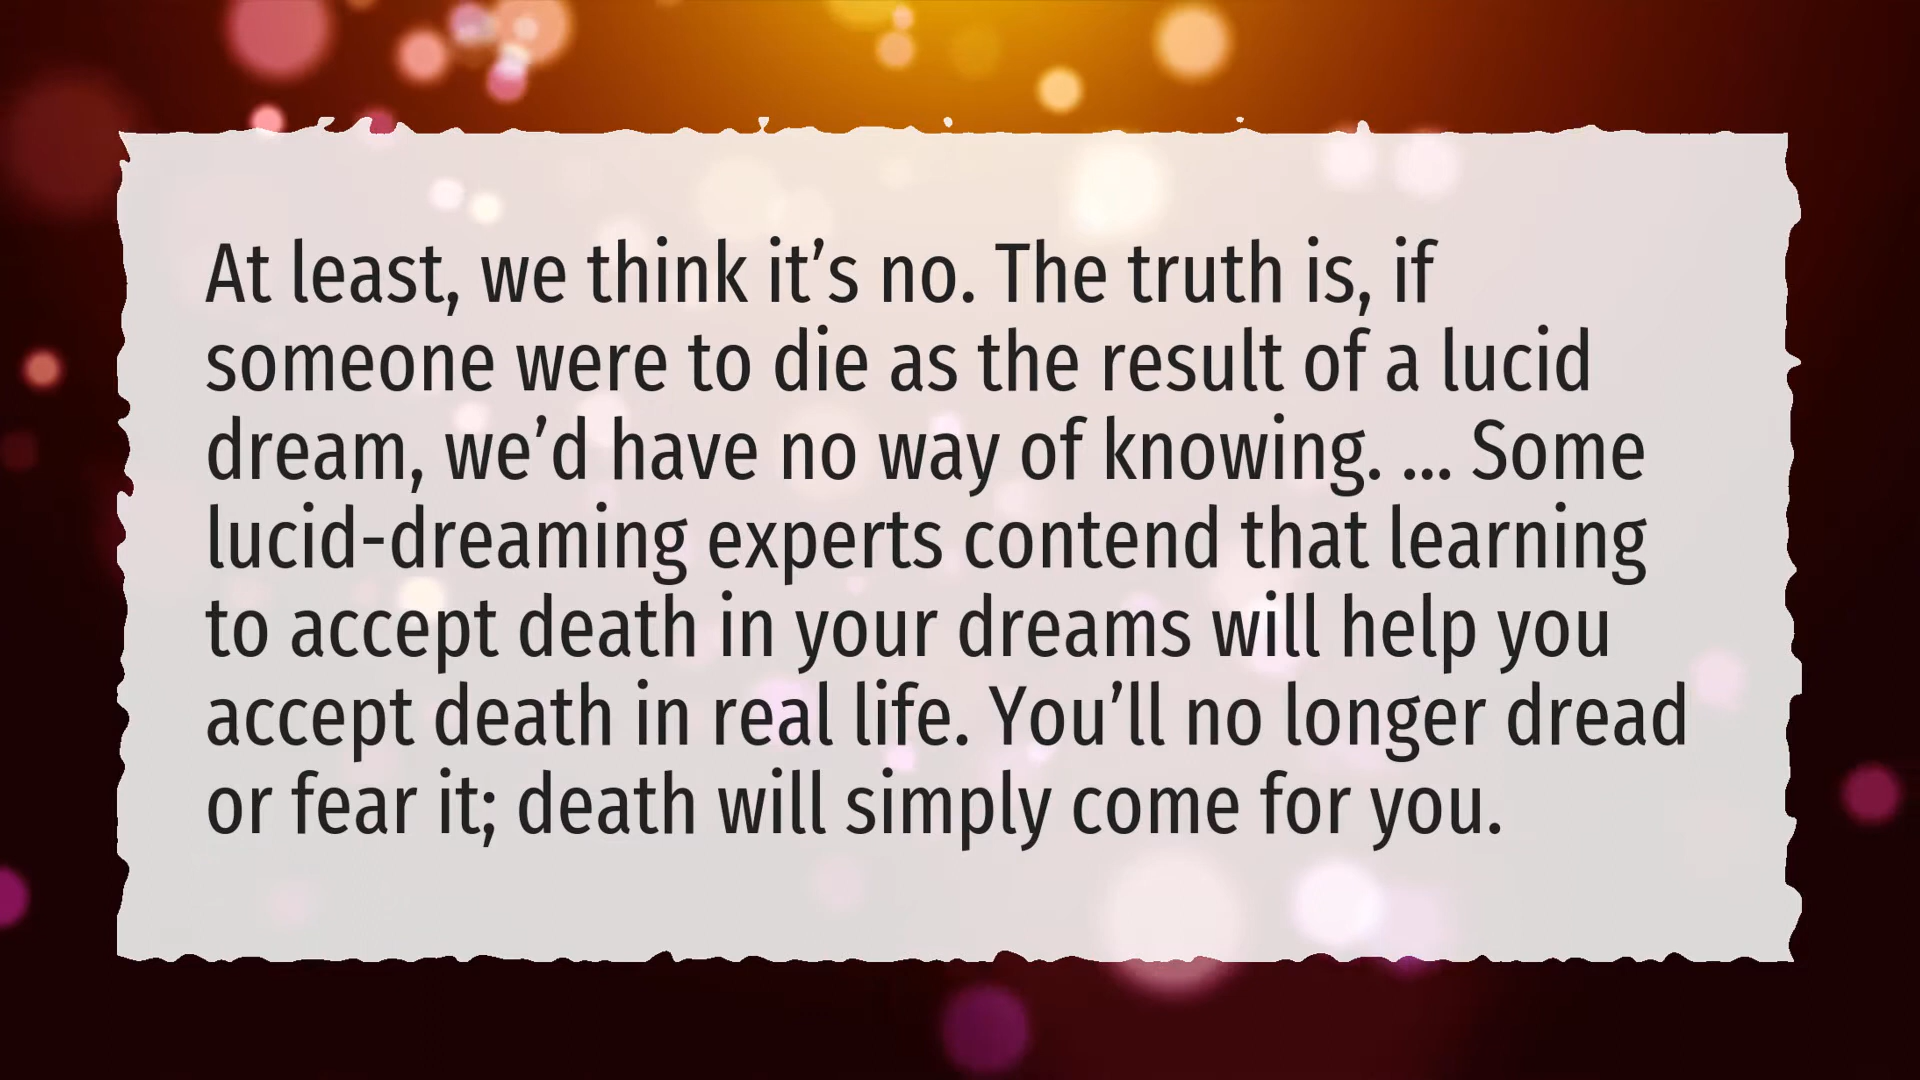 At least, we think it’s no. The truth is, if
someone were to die as the result of a lucid
dream, we’d have no way of knowing. ... Some
lucid-dreaming experts contend that learning
to accept death in your dreams will help you
accept death in real life. You’ll no longer dread
or fear it; death will simply come for you.